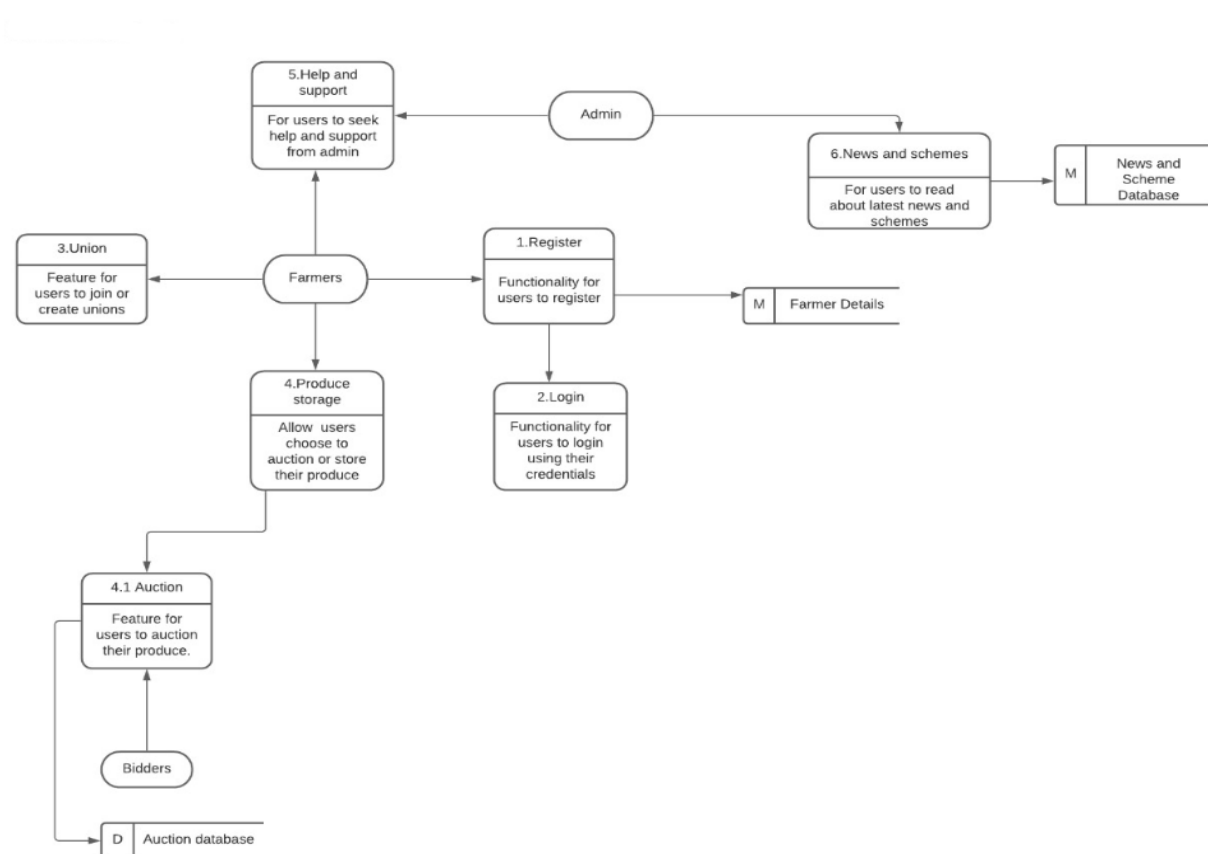 5.Help and
support
For users to seek
help and support
from admin
Admin
6.News and schemes
For users to read
about latest news and
schemes
M
News and
Scheme
Database
3.Union
Feature for
users to join or
create unions
Farmers
1.Register
Functionality for
users to register
M
Farmer Details
4.Produce
storage
Allow users
choose to
auction or store
their produce
2.Login
Functionality for
users to login
using their
credentials
4.1 Auction
Feature for
users to auction
their produce.
Bidders
D
Auction database